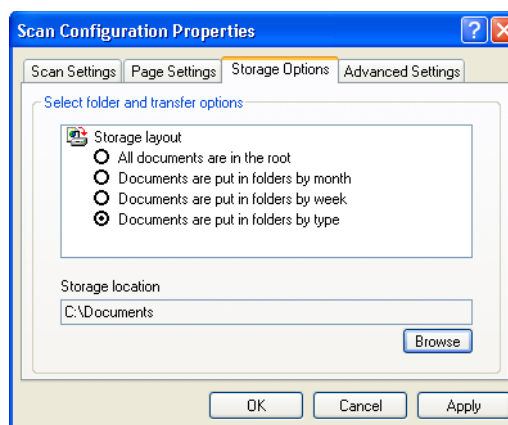 Scan Configuration Properties
Scan Settings Page Settings Storage Options Advanced Settings
Select folder and transfer options
Storage layout
All documents are in the root
Documents are put in folders by month
Documents are put in folders by week
Documents are put in folders by type
Storage location
C:\Documents
Browse
OK Cancel Apply